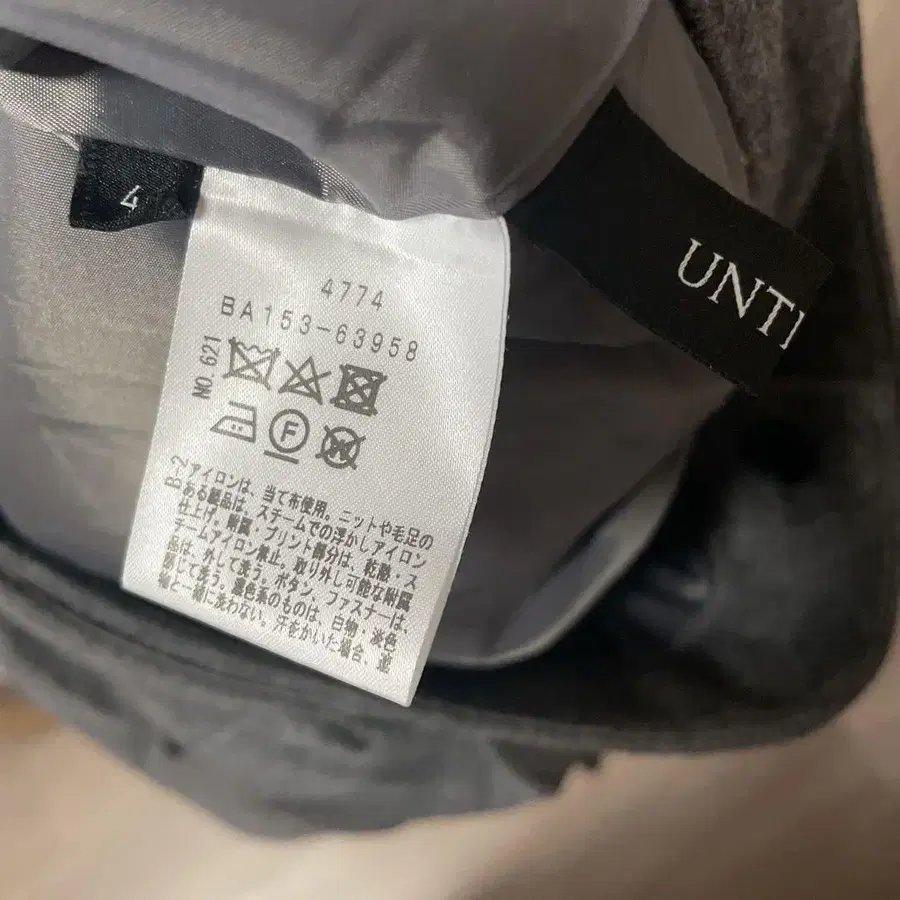 4
UNTI
4774
BA153-63958
NO.621
F
W
B-2
アイロンは、当て布使用。ニットや毛足の
ある製品は、スチームでの浮かしアイロン
仕上げ。附属・プリント部分は、乾熱・ス
チームアイロン禁止。取り外し可能な附属
品は、外して洗う。ボタン、ファスナーは、
閉じて洗う。濃色系のものは、白物・淡色
物と一緒に洗わない。汗をかいた場合、速